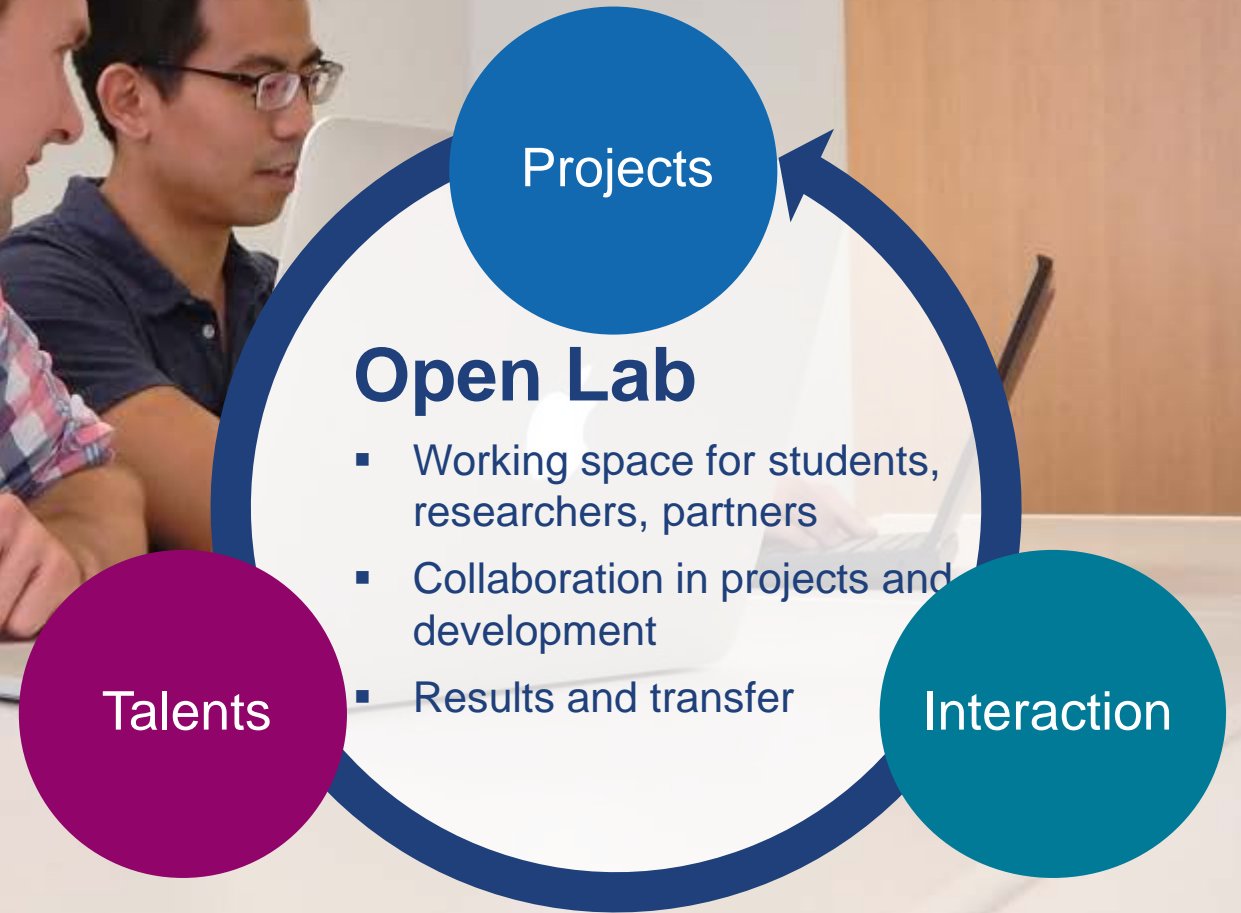 Projects
Open Lab
▪ Working space for students,
researchers, partners
▪ Collaboration in projects and
development
▪ Results and transfer
Talents
Interaction